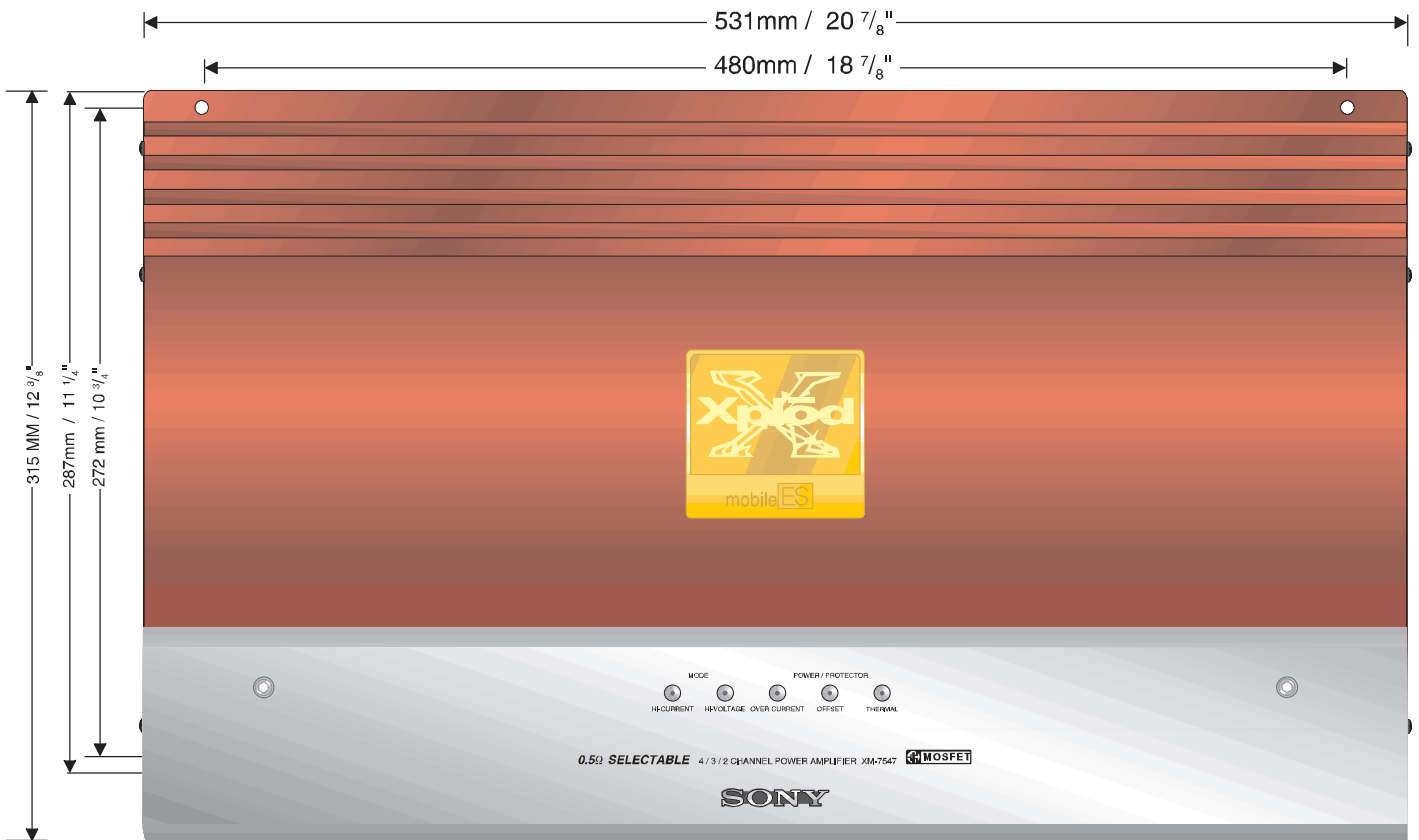 531mm / 20 7/8"
480mm / 18 7/8"
315 MM / 12 3/8"
287mm / 11 1/4"
272 mm / 10 3/4"
Xplod
mobile ES
MODE POWER / PROTECTOR
HI-CURRENT HI-VOLTAGE OVER CURRENT OFFSET THERMAL
0.5Ω SELECTABLE 4 / 3 / 2 CHANNEL POWER AMPLIFIER XM-7547 MOSFET
SONY